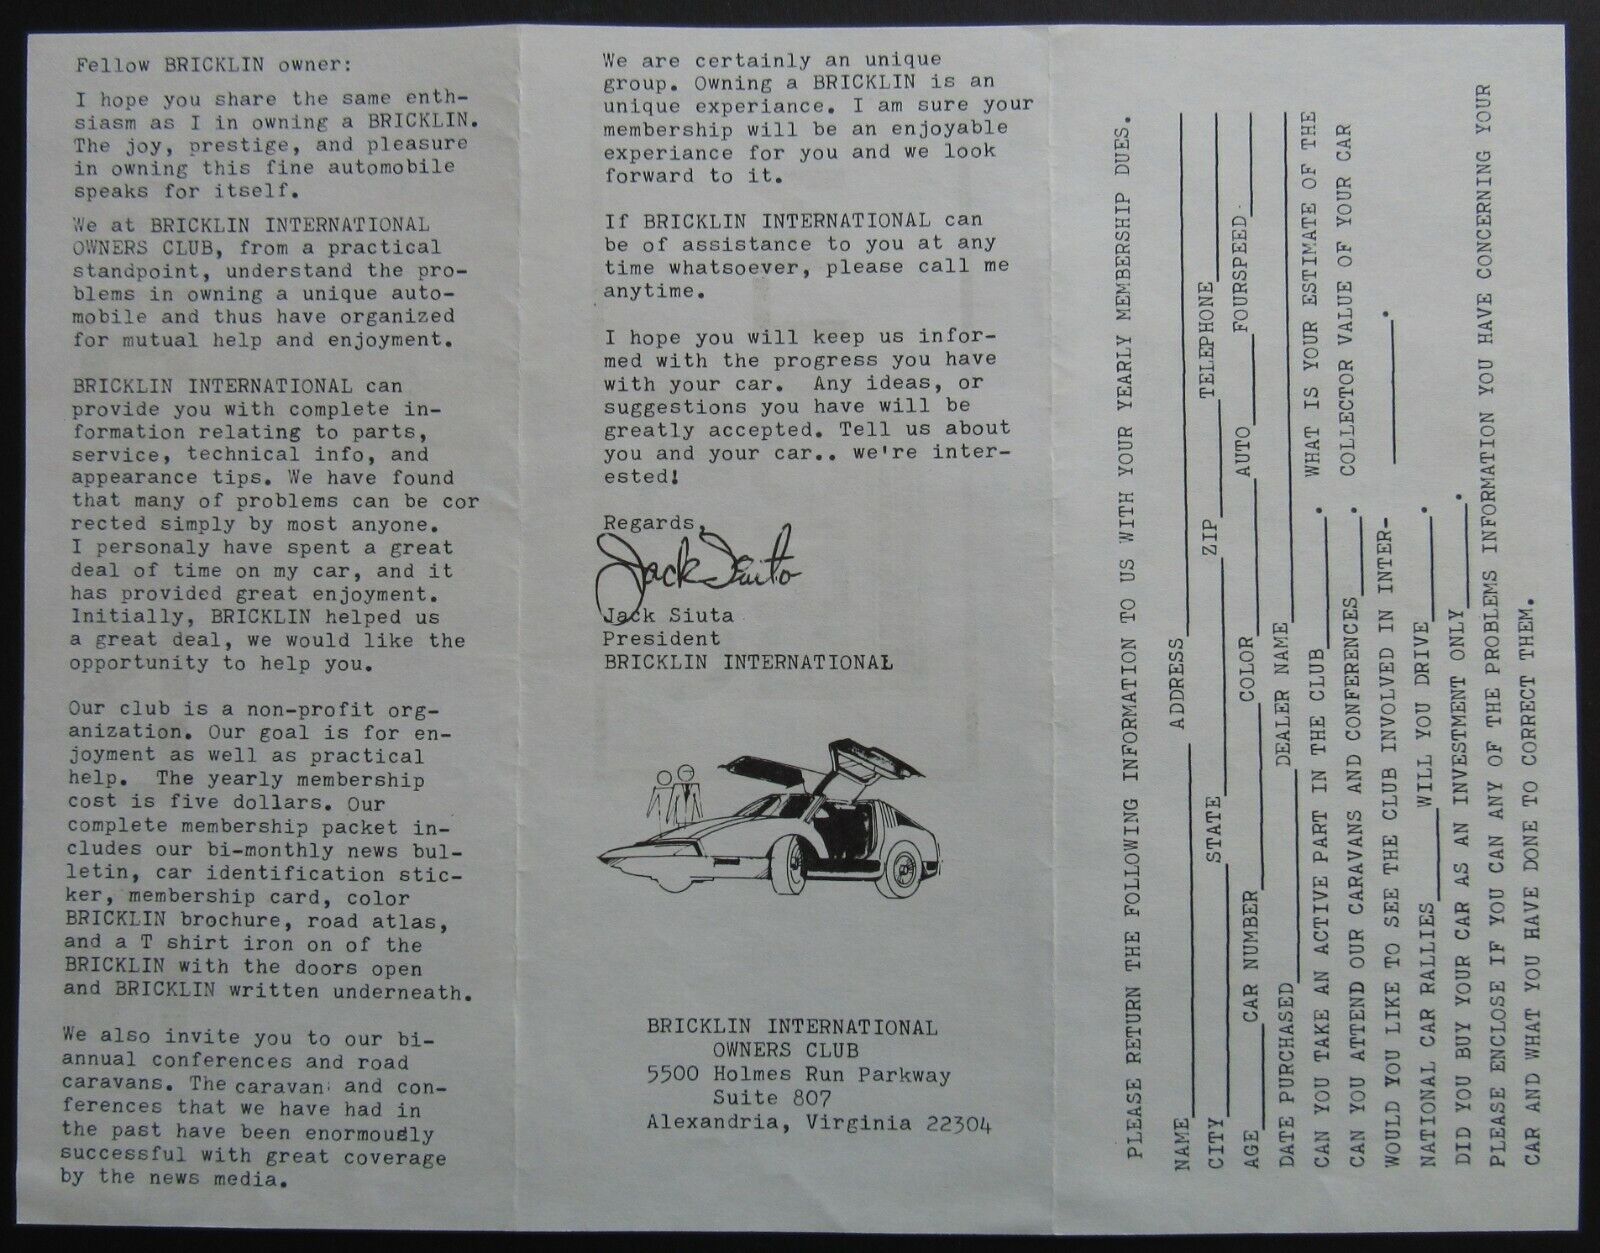 Fellow BRICKLIN owner:
I hope you share the same enth-
siasm as I in owning a BRICKLIN.
The joy, prestige, and pleasure
in owning this fine automobile
speaks for itself.
We at BRICKLIN INTERNATIONAL
OWNERS CLUB, from a practical
standpoint, understand the pro-
blems in owning a unique auto-
mobile and thus have organized
for mutual help and enjoyment.
BRICKLIN INTERNATIONAL can
provide you with complete in-
formation relating to parts,
service, technical info, and
appearance tips. We have found
that many of problems can be cor
rected simply by most anyone.
I personaly have spent a great
deal of time on my car, and it
has provided great enjoyment.
Initially, BRICKLIN helped us
a great deal, we would like the
opportunity to help you.
Our club is a non-profit org-
anization. Our goal is for en-
joyment as well as practical
help. The yearly membership
cost is five dollars. Our
complete membership packet in-
cludes our bi-monthly news bul-
letin, car identification stic-
ker, membership card, color
BRICKLIN brochure, road atlas,
and a T shirt iron on of the
BRICKLIN with the doors open
and BRICKLIN written underneath.
We also invite you to our bi-
annual conferences and road
caravans. The caravan and con-
ferences that we have had in
the past have been enormously
successful with great coverage
by the news media.
We are certainly an unique
group. Owning a BRICKLIN is an
unique experiance. I am sure your
membership will be an enjoyable
experiance for you and we look
forward to it.
If BRICKLIN INTERNATIONAL can
be of assistance to you at any
time whatsoever, please call me
anytime.
I hope you will keep us infor-
med with the progress you have
with your car. Any ideas, or
suggestions you have will be
greatly accepted. Tell us about
you and your car.. we're inter-
ested!
Regards,
Jack Siuta
Jack Siuta
President
BRICKLIN INTERNATIONAL
BRICKLIN INTERNATIONAL
OWNERS CLUB
5500 Holmes Run Parkway
Suite 807
Alexandria, Virginia 22304
PLEASE RETURN THE FOLLOWING INFORMATION TO US WITH YOUR YEARLY MEMBERSHIP DUES.
NAME ADDRESS
CITY STATE ZIP TELEPHONE
AGE CAR NUMBER COLOR AUTO FOURSPEED
DATE PURCHASED DEALER NAME
CAN YOU TAKE AN ACTIVE PART IN THE CLUB . WHAT IS YOUR ESTIMATE OF THE
CAN YOU ATTEND OUR CARAVANS AND CONFERENCES . COLLECTOR VALUE OF YOUR CAR
WOULD YOU LIKE TO SEE THE CLUB INVOLVED IN INTER- .
NATIONAL CAR RALLIES WILL YOU DRIVE .
DID YOU BUY YOUR CAR AS AN INVESTMENT ONLY .
PLEASE ENCLOSE IF YOU CAN ANY OF THE PROBLEMS INFORMATION YOU HAVE CONCERNING YOUR
CAR AND WHAT YOU HAVE DONE TO CORRECT THEM.